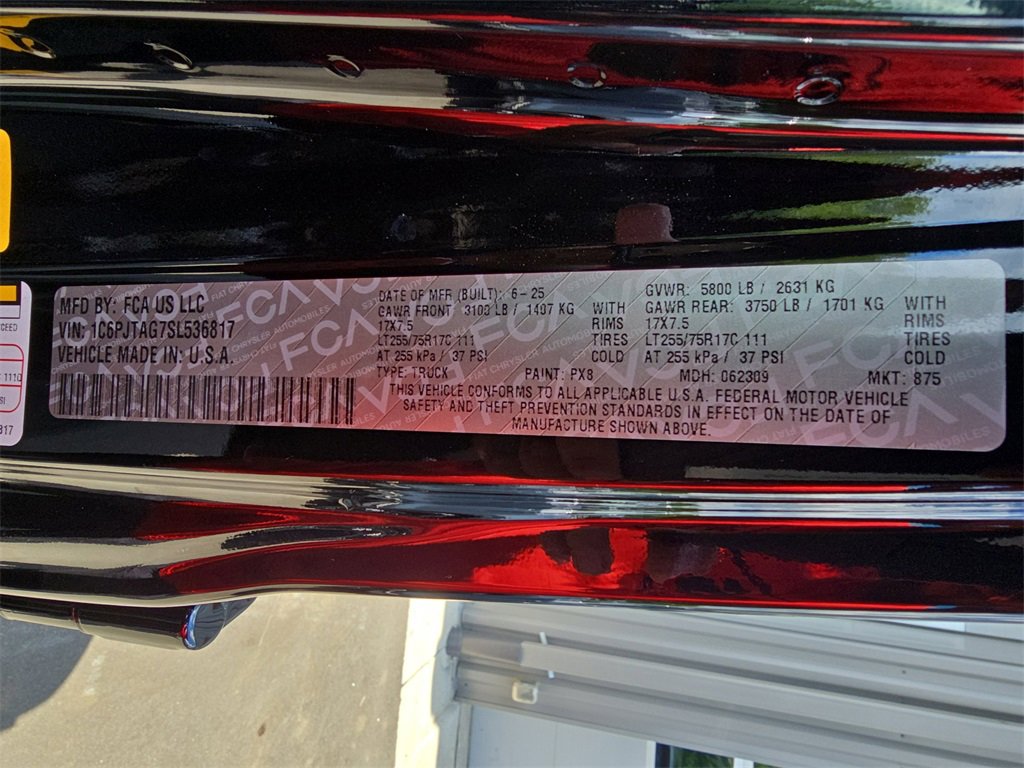 MFD BY: FCA US LLC
VIN: 1C6PJTAG7SL536817
VEHICLE MADE IN: U.S.A.
DATE OF MFR (BUILT): 6-25
GAWR FRONT: 3100 LB / 1407 KG WITH
17X7.5 RIMS
LT255/75R17C 111 TIRES
AT 255 kPa / 37 PSI COLD
GVWR: 5800 LB / 2631 KG
GAWR REAR: 3750 LB / 1701 KG WITH
17X7.5 RIMS
LT255/75R17C 111 TIRES
AT 255 kPa / 37 PSI COLD
TYPE: TRUCK PAINT: PX8 MDH: 062309 MKT: 875
THIS VEHICLE CONFORMS TO ALL APPLICABLE U.S.A. FEDERAL MOTOR VEHICLE
SAFETY AND THEFT PREVENTION STANDARDS IN EFFECT ON THE DATE OF
MANUFACTURE SHOWN ABOVE.
FCA
FIAT CHRYSLER AUTOMOBILES